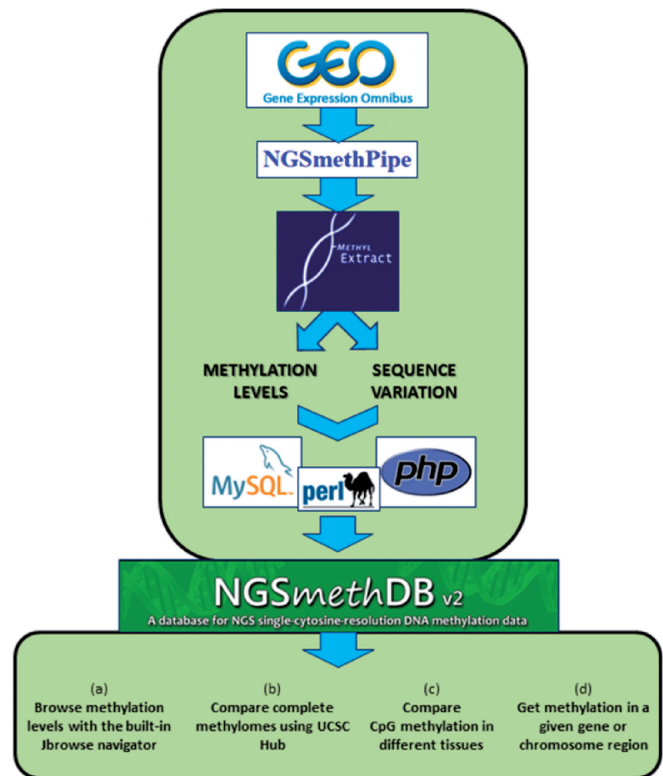 GEO
Gene Expression Omnibus
NGSmethPipe
METHYL
Extract
METHYLATION
LEVELS
SEQUENCE
VARIATION
MySQL™
perl
php
NGSmethDB v2
A database for NGS single-cytosine-resolution DNA methylation data
(a)
Browse methylation
levels with the built-in
Jbrowse navigator
(b)
Compare complete
methylomes using UCSC
Hub
(c)
Compare
CpG methylation in
different tissues
(d)
Get methylation in a
given gene or
chromosome region